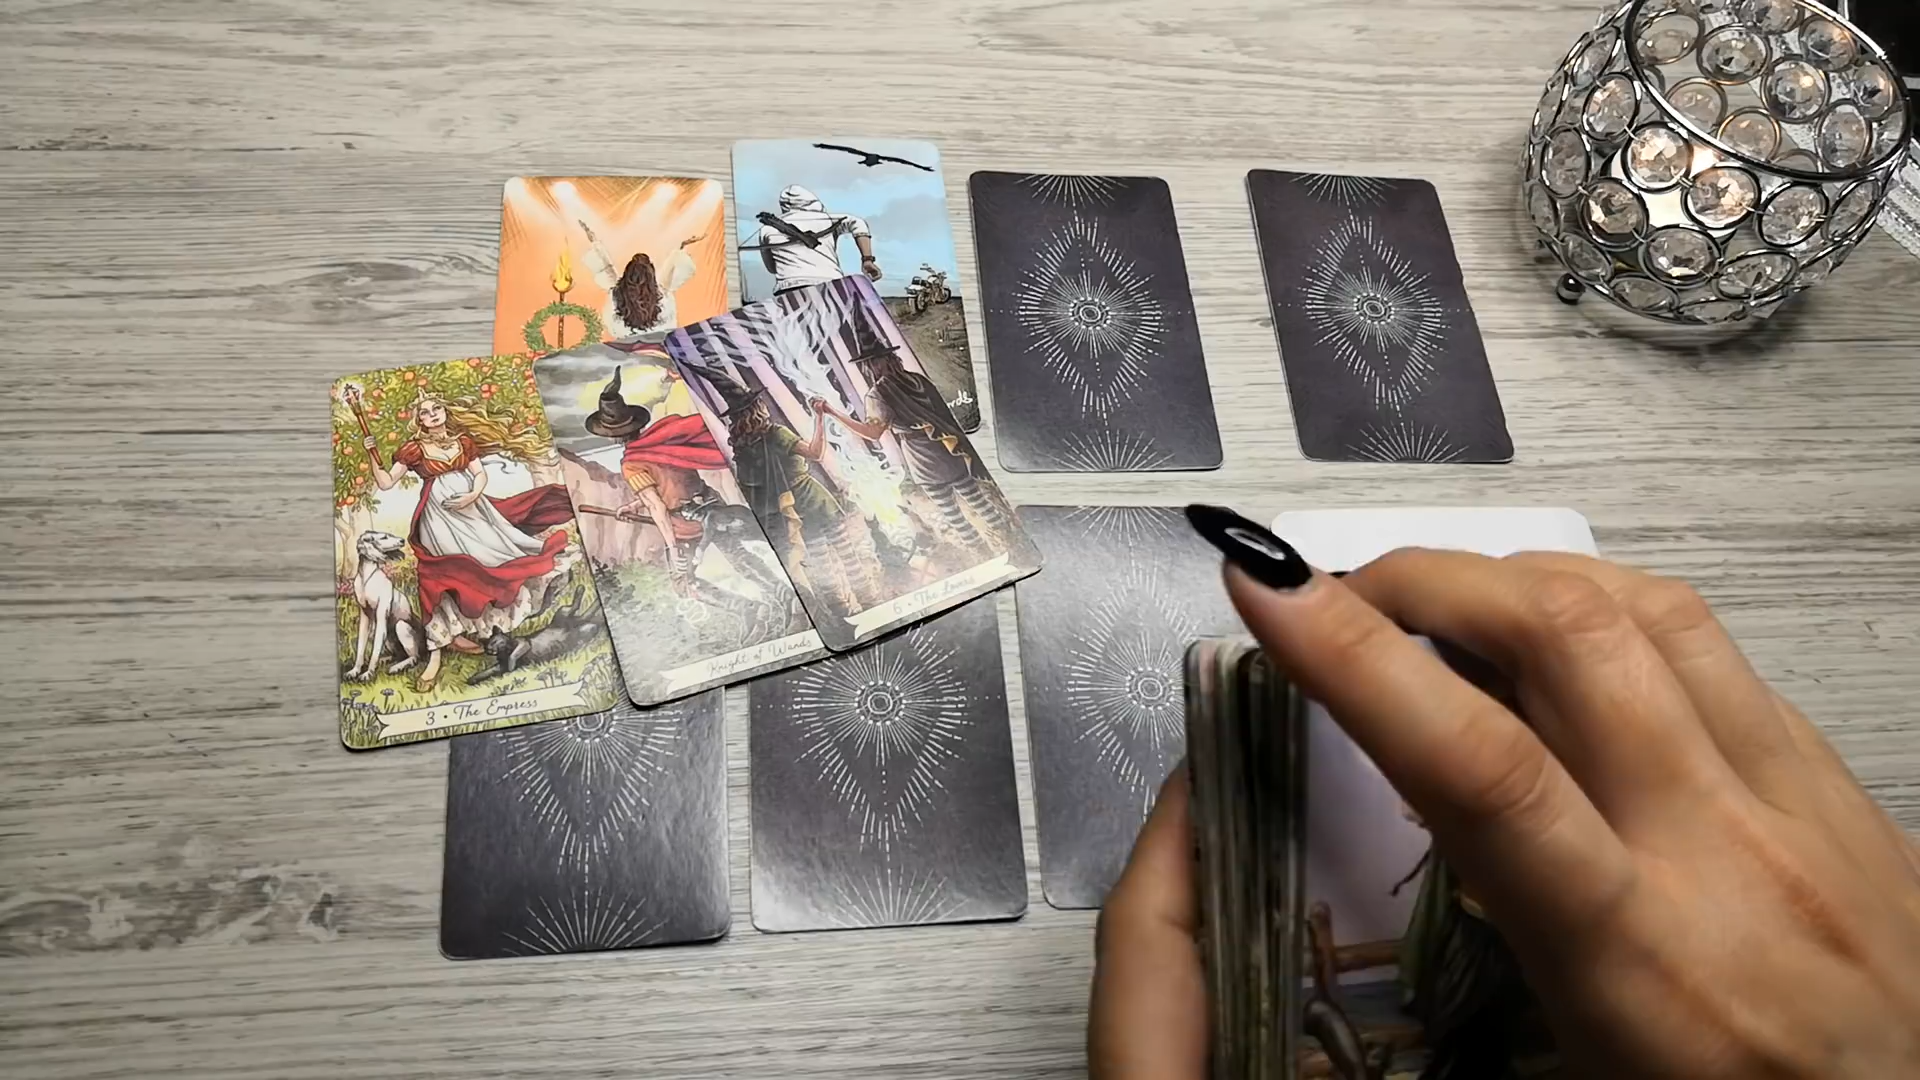 3 • The Empress
Knight of Wands
6 • The Lovers